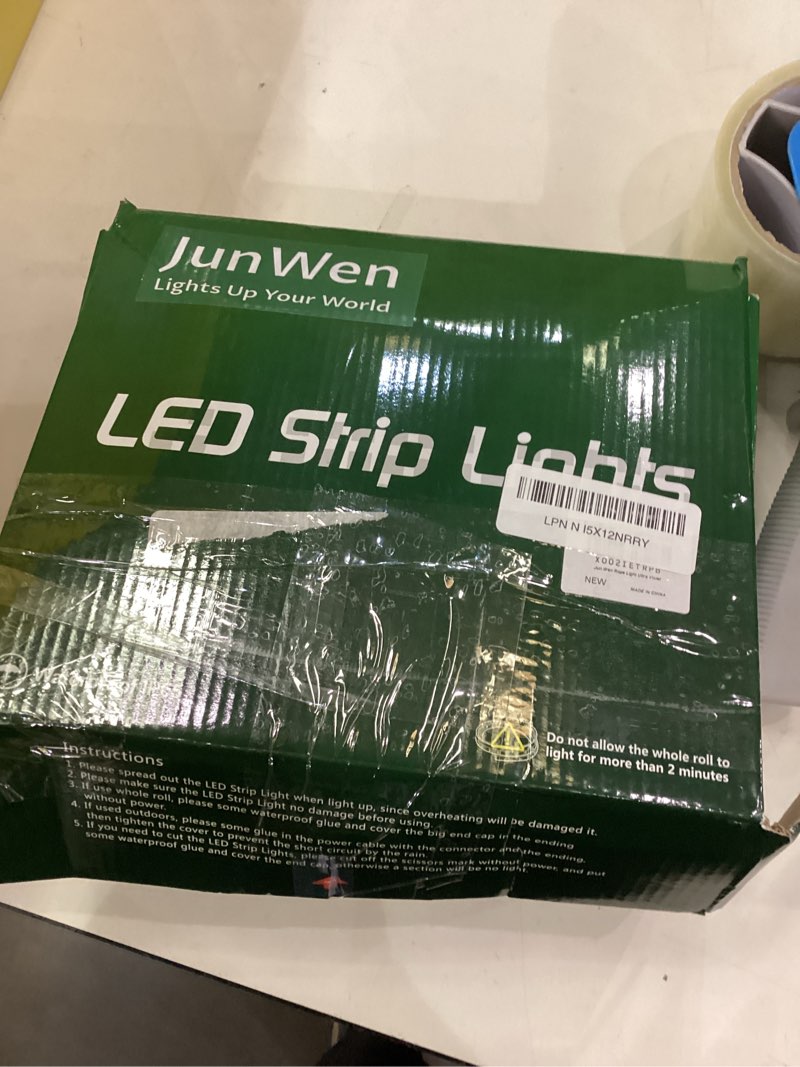 JunWen
Lights Up Your World
LED Strip Lights
LPN N I5X12NRRY
X002IETRPB
Jun Wen Rope Light Ultra Violet
NEW
MADE IN CHINA
Do not allow the whole roll to
light for more than 2 minutes
Instructions
1. Please spread out the LED Strip Light when light up, since overheating will be damaged it.
2. Please make sure the LED Strip Light no damage before using.
3. If use whole roll, please some waterproof glue and cover the big end cap in the ending
without power.
4. If used outdoors, please some glue in the power cable with the connector and the ending,
then tighten the cover to prevent the short circuit by the rain.
5. If you need to cut the LED Strip Lights, please cut off the scissors mark without power, and put
some waterproof glue and cover the end cap, otherwise a section will be no light.